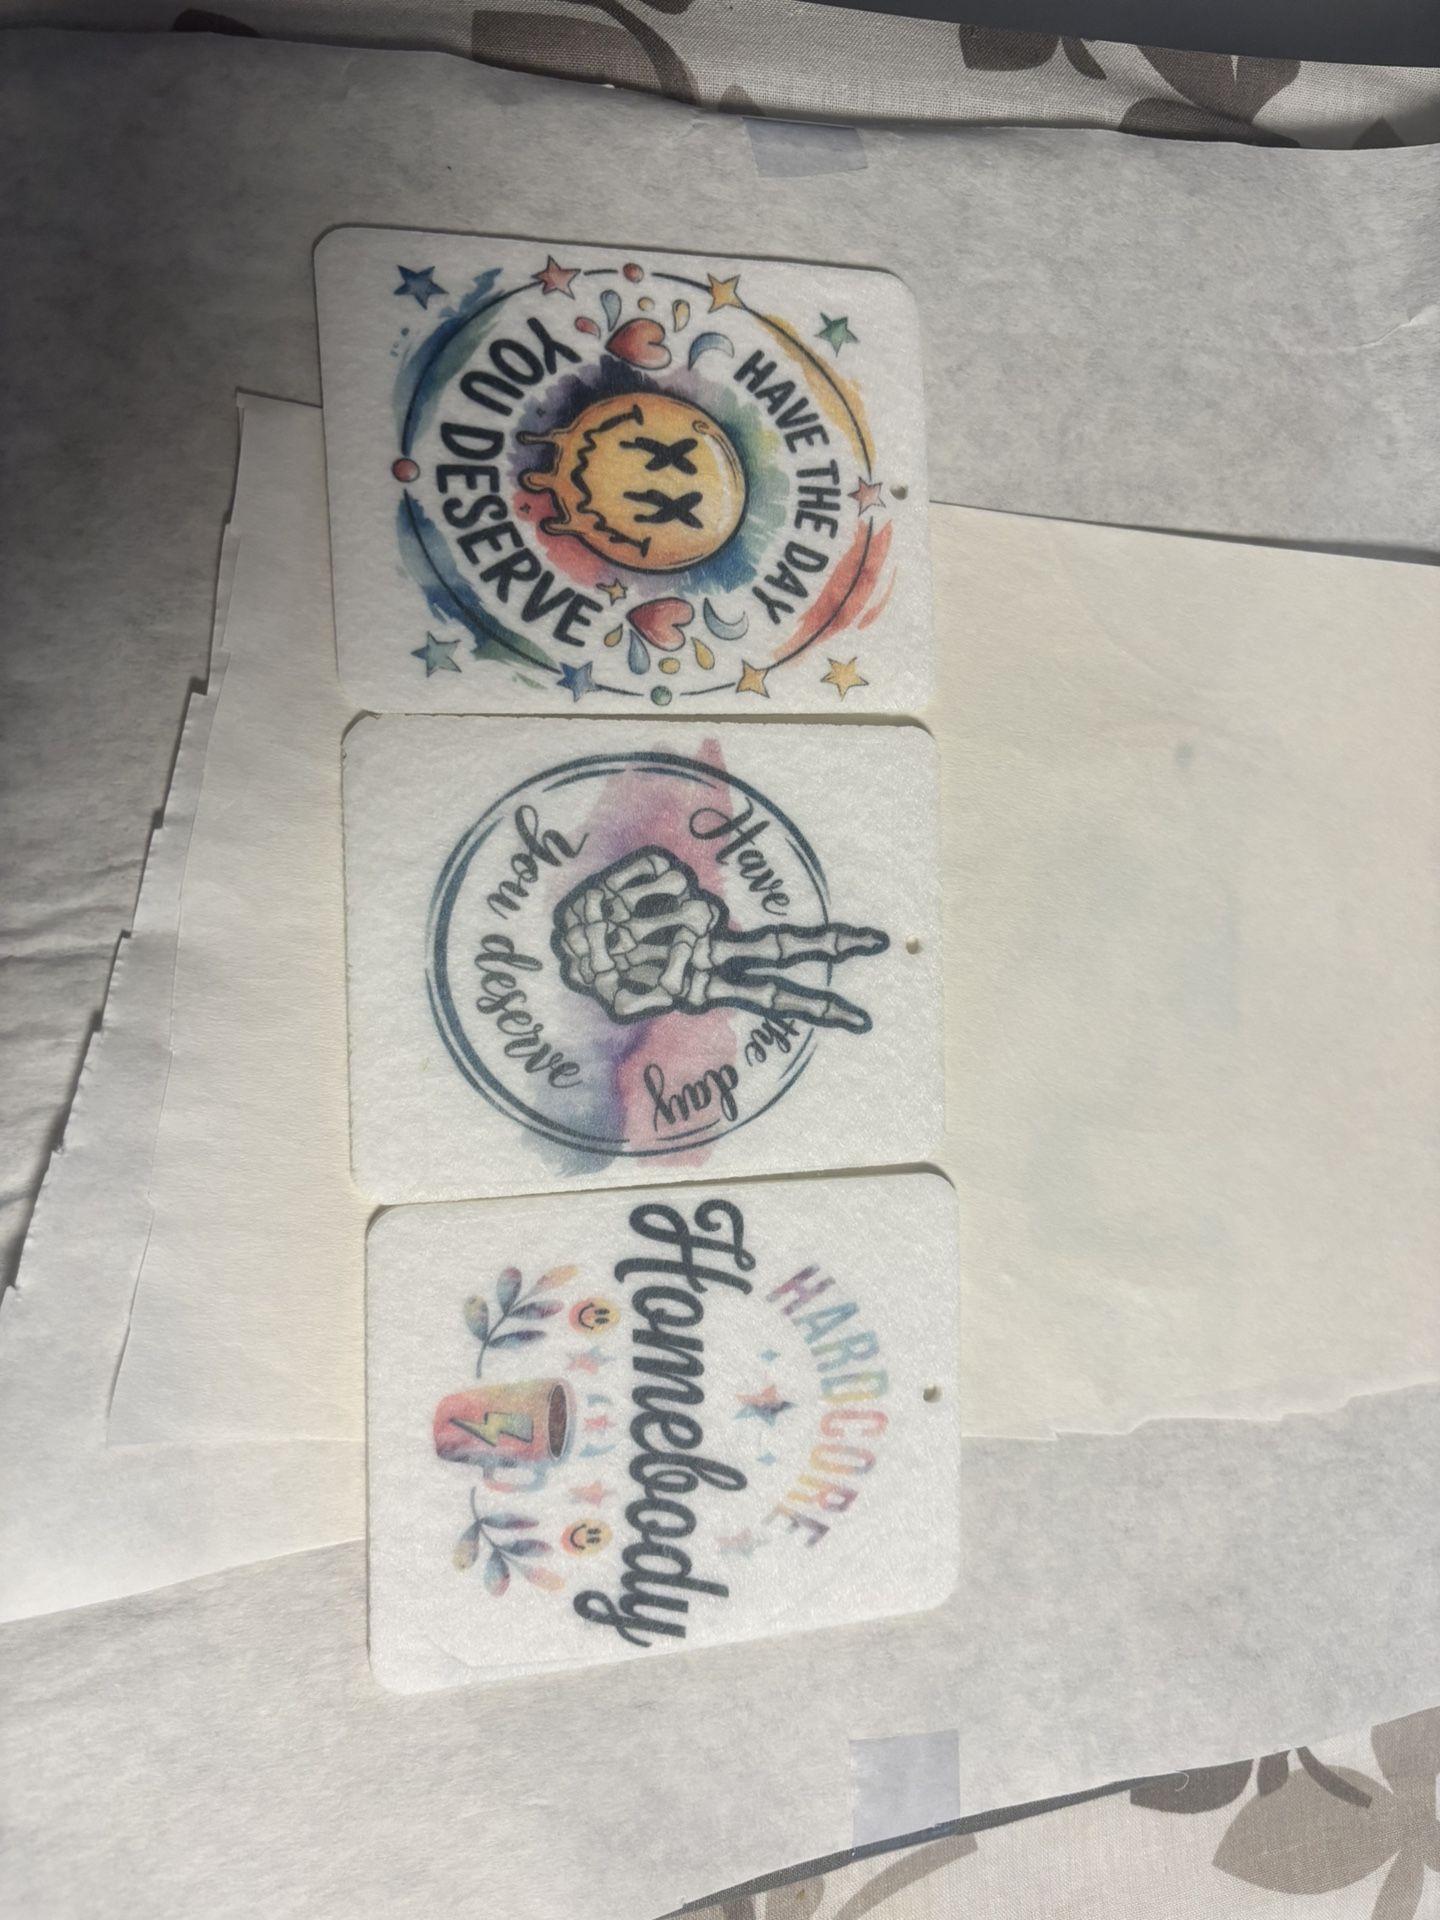 HAVE THE DAY
YOU DESERVE
Have the day
you deserve
HARDCORE
Homebody